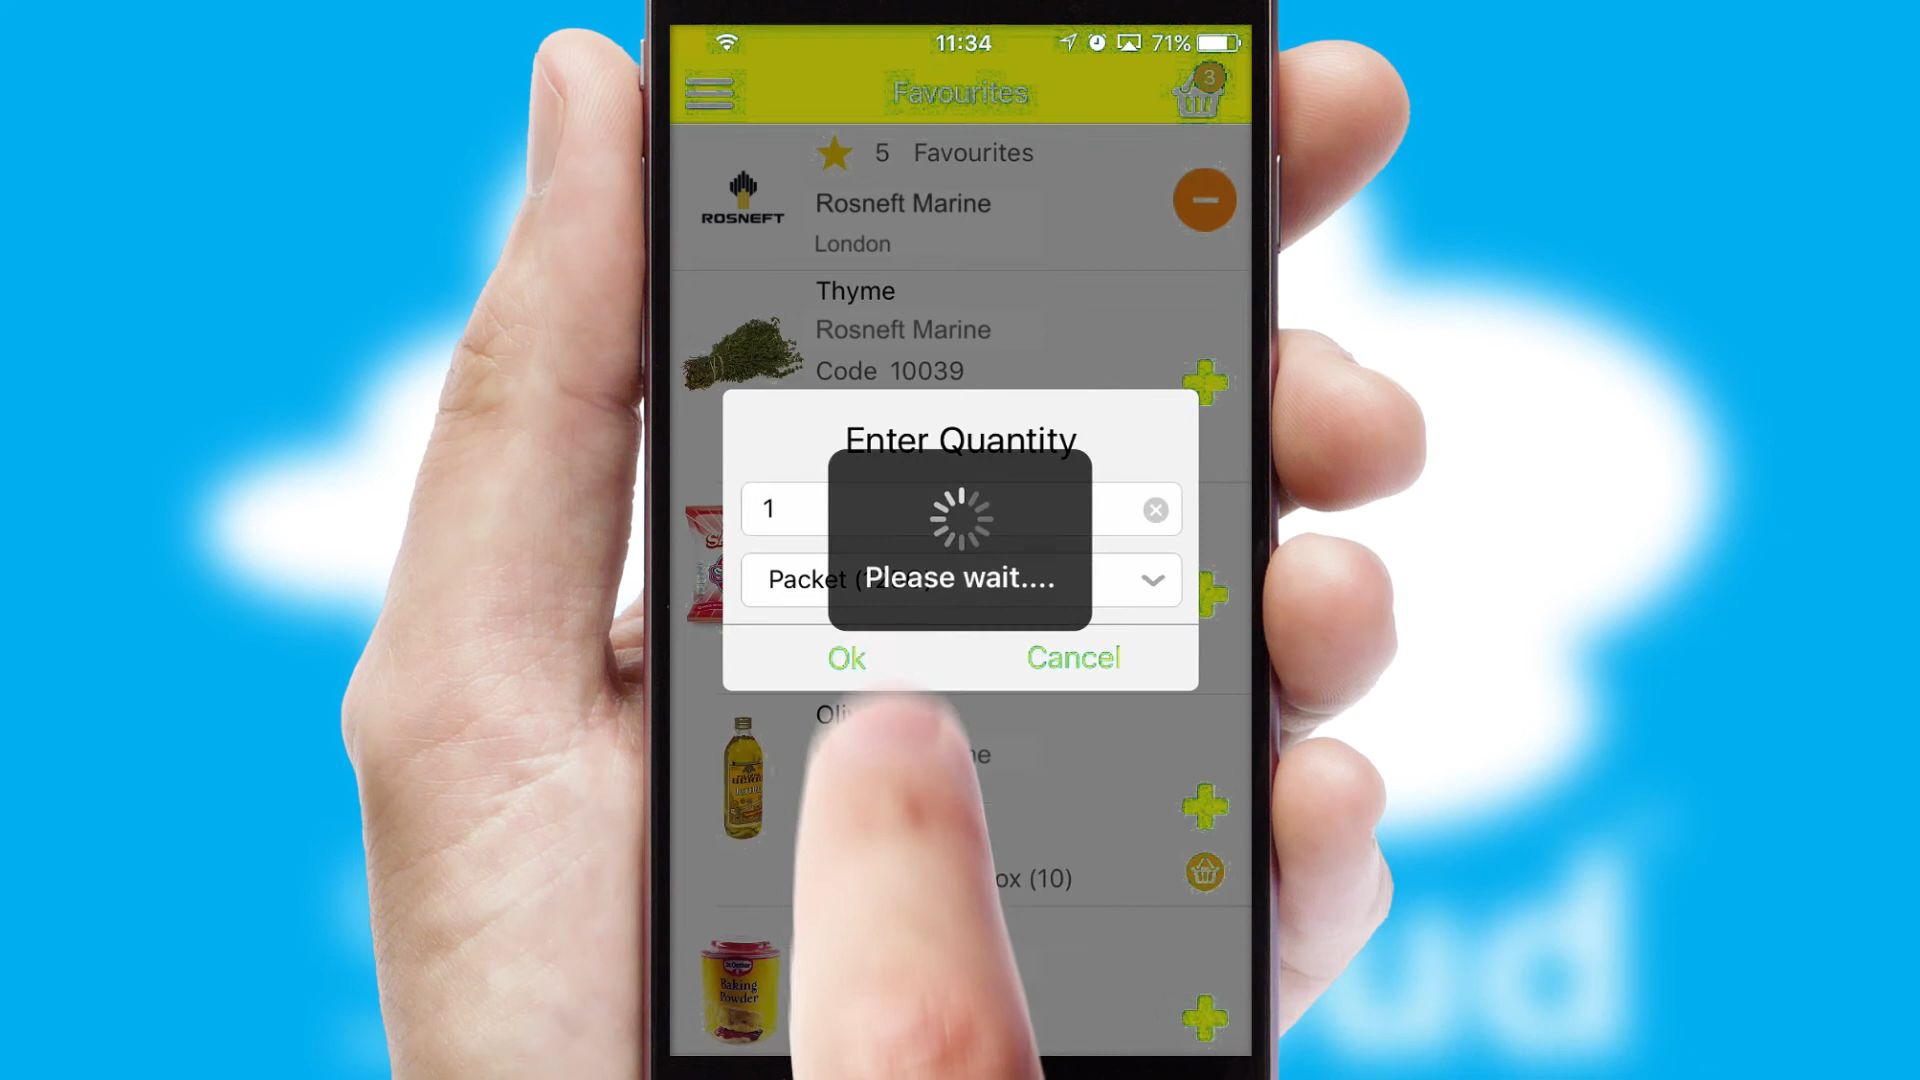 11:34
71%
Favourites
3
5 Favourites
Rosneft Marine
London
ROSNEFT
Thyme
Rosneft Marine
Code 10039
Enter Quantity
1
Packet
Please wait....
Ok
Cancel
ox (10)
Baking
Powder
ud